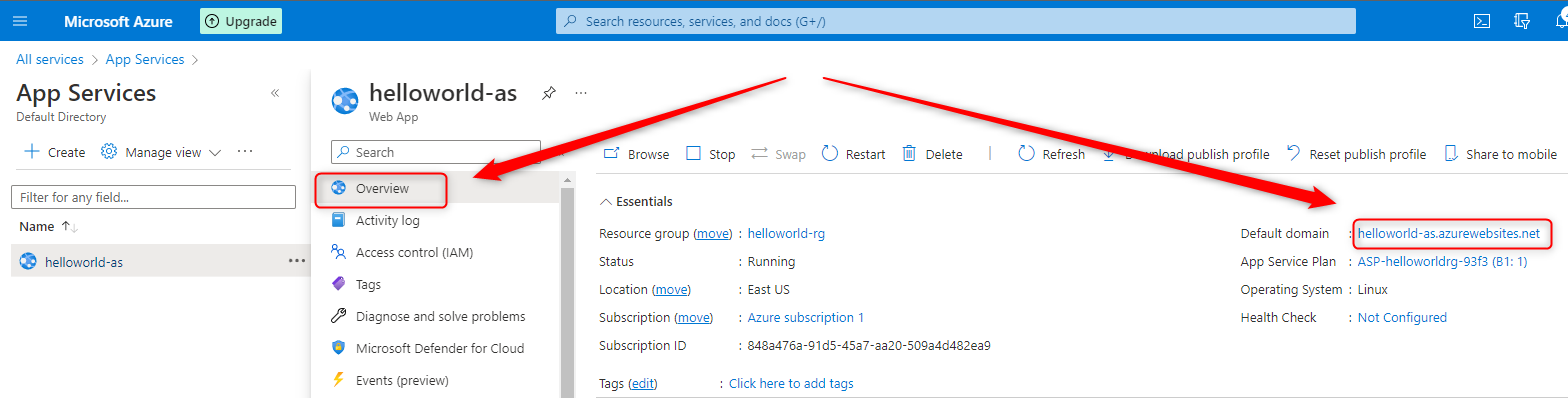 Microsoft Azure
Upgrade
Search resources, services, and docs (G+/)
All services > App Services >
App Services
Default Directory
Create
Manage view
Filter for any field...
Name
helloworld-as
helloworld-as
Web App
Search
Overview
Activity log
Access control (IAM)
Tags
Diagnose and solve problems
Microsoft Defender for Cloud
Events (preview)
Browse Stop Swap Restart Delete Refresh Download publish profile Reset publish profile Share to mobile
Essentials
Resource group (move) : helloworld-rg
Status : Running
Location (move) : East US
Subscription (move) : Azure subscription 1
Subscription ID : 848a476a-91d5-45a7-aa20-509a4d482ea9
Tags (edit) : Click here to add tags
Default domain : helloworld-as.azurewebsites.net
App Service Plan : ASP-helloworldrg-93f3 (B1: 1)
Operating System : Linux
Health Check : Not Configured